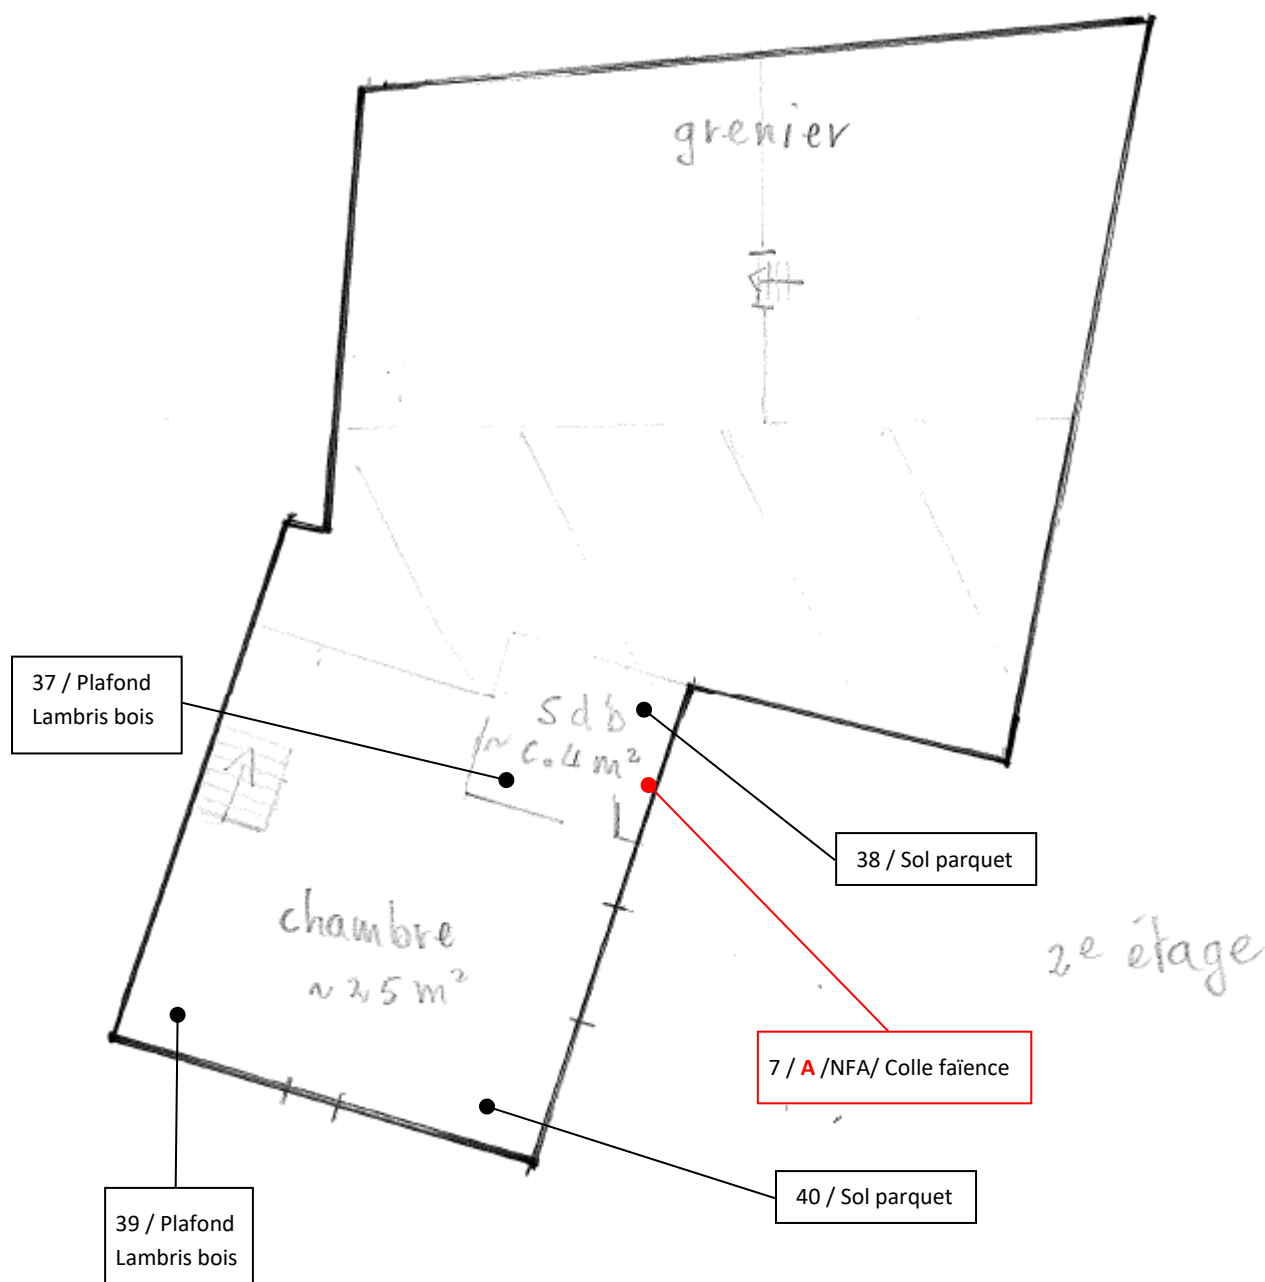 grenier
37 / Plafond
Lambris bois
Sdb
~ c.4 m²
38 / Sol parquet
chambre
~ 25 m²
2e étage
7 / A /NFA/ Colle faïence
40 / Sol parquet
39 / Plafond
Lambris bois